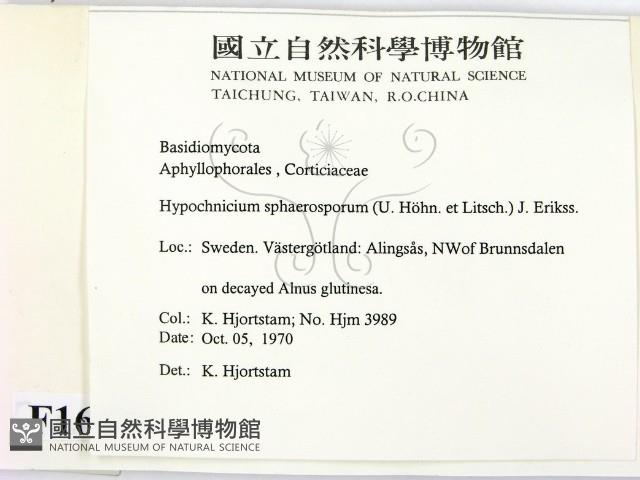 國立自然科學博物館
NATIONAL MUSEUM OF NATURAL SCIENCE
TAICHUNG, TAIWAN, R.O.CHINA
Basidiomycota
Aphyllophorales , Corticiaceae
Hypochnicium sphaerosporum (U. Höhn. et Litsch.) J. Erikss.
Loc.: Sweden. Västergötland: Alingsås, NWof Brunnsdalen
on decayed Alnus glutinesa.
Col.: K. Hjortstam; No. Hjm 3989
Date: Oct. 05, 1970
Det.: K. Hjortstam
F16
國立自然科學博物館
NATIONAL MUSEUM OF NATURAL SCIENCE